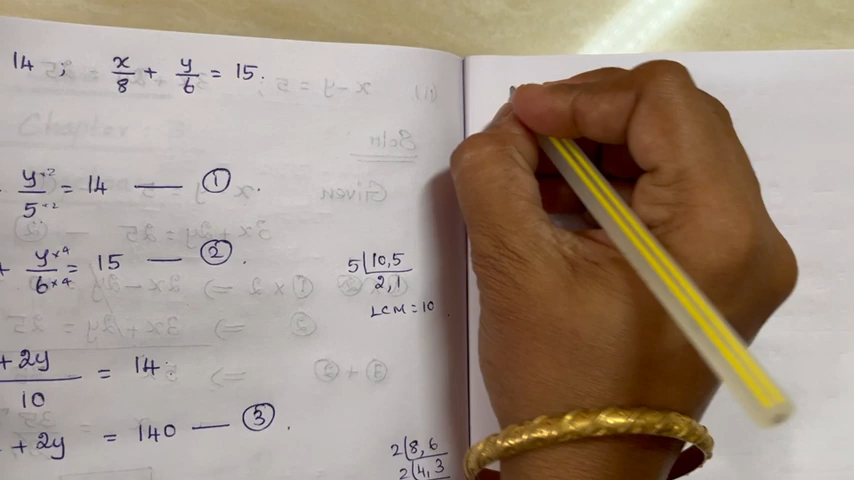 14 ; x/8 + y/6 = 15.
y×2/5×2 = 14 — ①.
+ y×4/6×4 = 15 — ②.
5 | 10, 5
2, 1
LCM = 10
+ 2y/10 = 14.
+ 2y = 140 — ③.
2 | 8, 6
2 | 4, 3